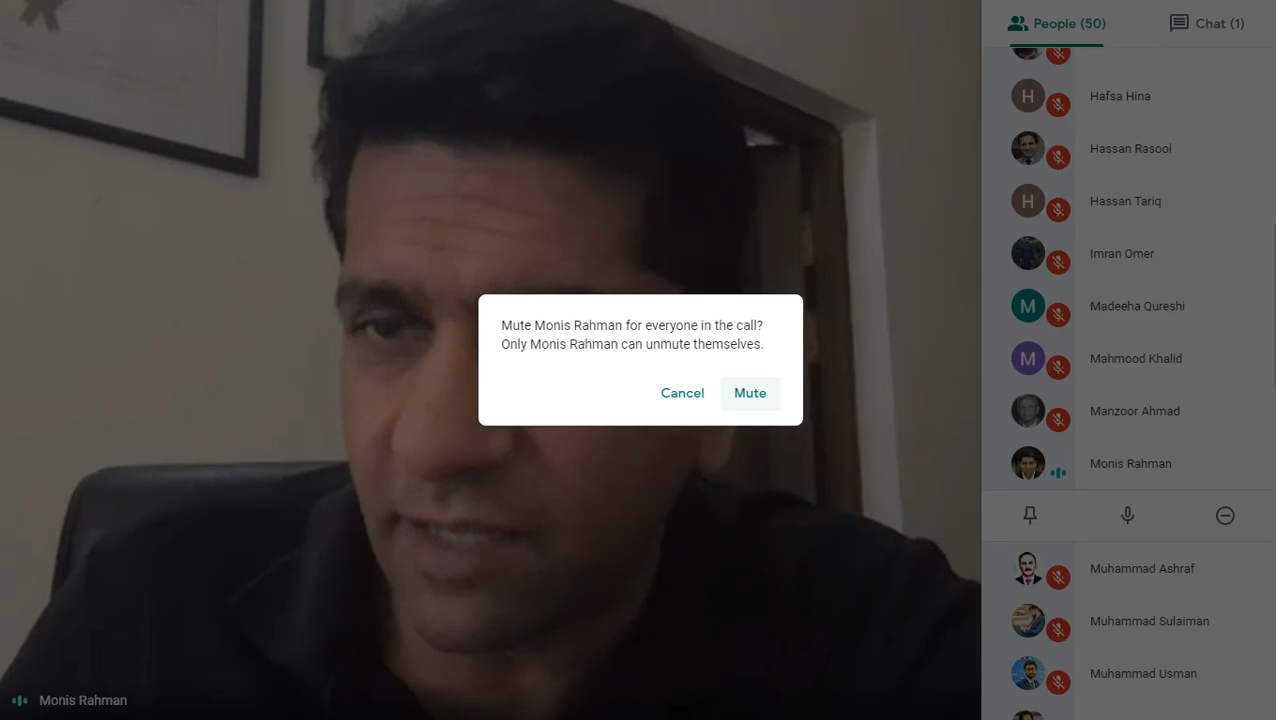 People (50)
Chat (1)
H
Hafsa Hina
Hassan Rasool
H
Hassan Tariq
Imran Omer
M
Madeeha Qureshi
M
Mahmood Khalid
Manzoor Ahmad
Monis Rahman
Muhammad Ashraf
Muhammad Sulaiman
Muhammad Usman
Mute Monis Rahman for everyone in the call?
Only Monis Rahman can unmute themselves.
Cancel
Mute
Monis Rahman